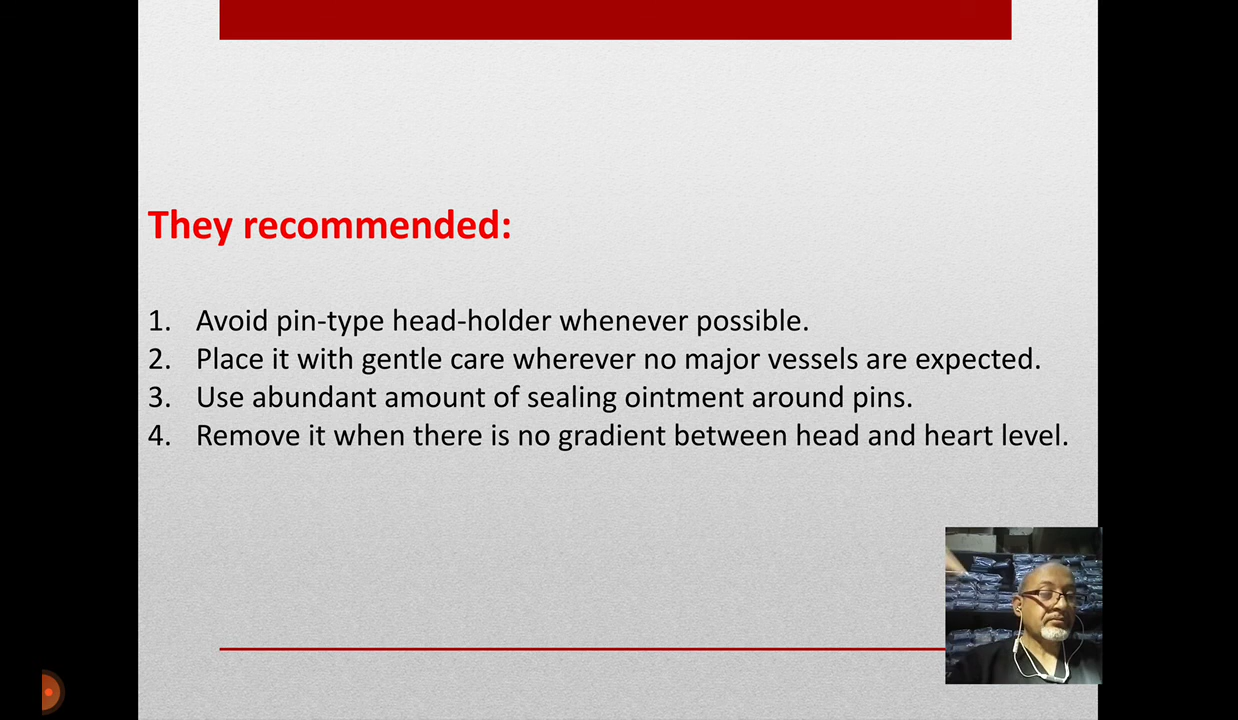 They recommended:
1. Avoid pin-type head-holder whenever possible.
2. Place it with gentle care wherever no major vessels are expected.
3. Use abundant amount of sealing ointment around pins.
4. Remove it when there is no gradient between head and heart level.